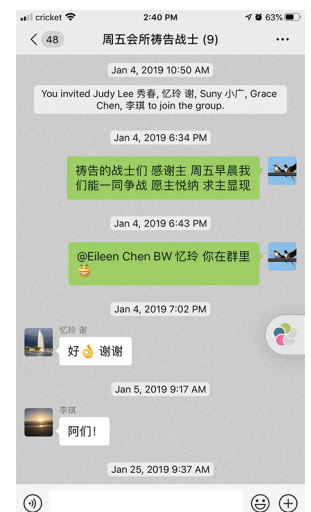 cricket
2:40 PM
63%
48
周五会所祷告战士 (9)
Jan 4, 2019 10:50 AM
You invited Judy Lee 秀春, 忆玲 谢, Suny 小广, Grace
Chen, 李琪 to join the group.
Jan 4, 2019 6:34 PM
祷告的战士们 感谢主 周五早晨我
们能一同争战 愿主悦纳 求主显现
Jan 4, 2019 6:43 PM
@Eileen Chen BW 忆玲 你在群里
😁
Jan 4, 2019 7:02 PM
忆玲 谢
好👌 谢谢
Jan 5, 2019 9:17 AM
李琪
阿们！
Jan 25, 2019 9:37 AM